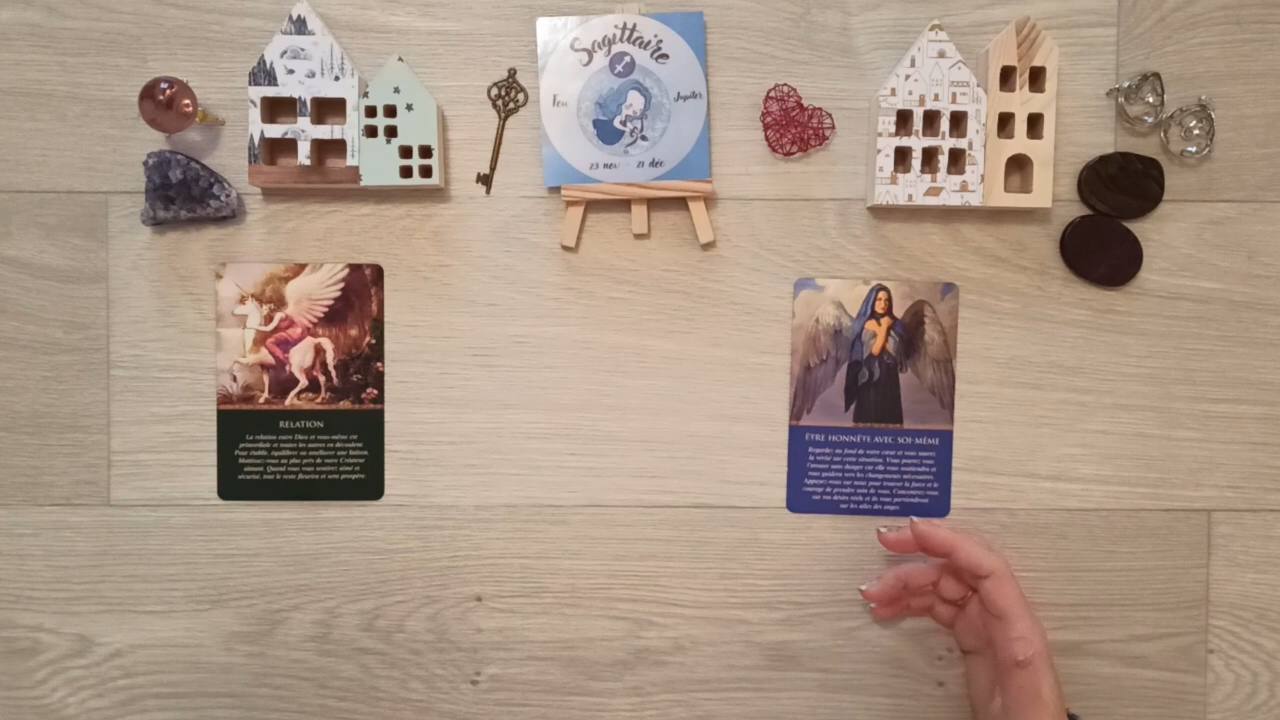 Sagittaire
Feu
Jupiter
23 nov - 21 déc
RELATION
La relation entre Dieu et vous-même est
primordiale et toutes les autres en découlent.
Pour établir, équilibrer ou améliorer une liaison,
blottissez-vous au plus près de votre Créateur
aimant. Quand vous vous sentirez aimé et
sécurisé, tout le reste fleurira et sera prospère.
ÊTRE HONNÊTE AVEC SOI-MÊME
Regardez au fond de votre cœur et vous saurez
la vérité sur cette situation. Vous pouvez vous
l'avouer sans danger car elle vous soutiendra et
vous guidera vers les changements nécessaires.
Appuyez-vous sur nous pour trouver la force et le
courage de prendre soin de vous. Concentrez-vous
sur vos désirs réels et ils vous parviendront
sur les ailes des anges.